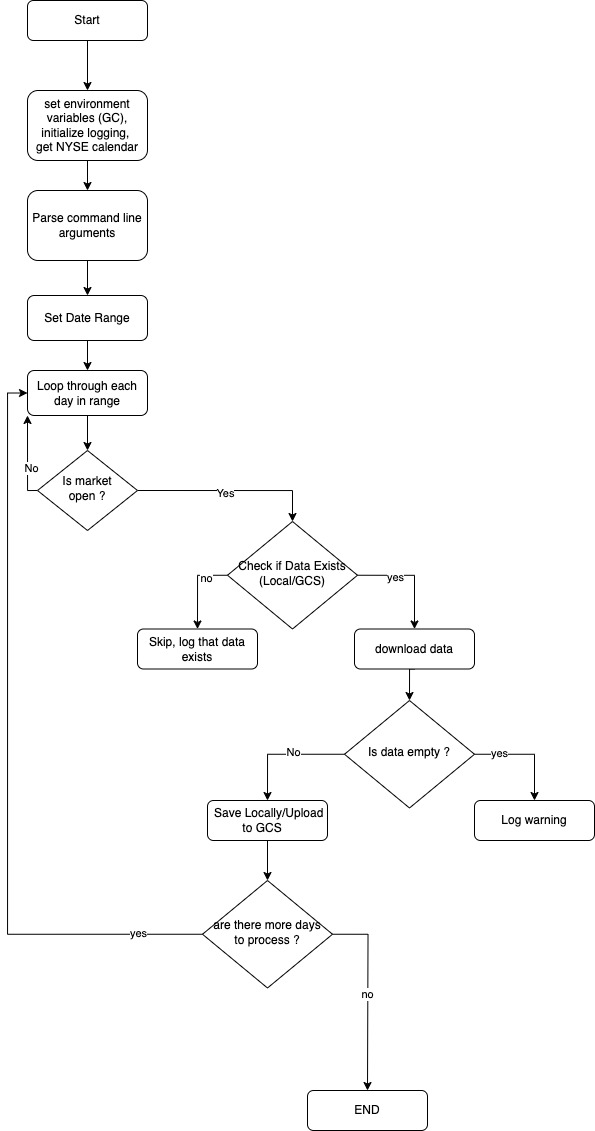 Start
set environment
variables (GC),
initialize logging,
get NYSE calendar
Parse command line
arguments
Set Date Range
Loop through each
day in range
No
Is market
open ?
Yes
Check if Data Exists
(Local/GCS)
no
yes
Skip, log that data
exists
download data
Is data empty ?
No
yes
Save Locally/Upload
to GCS
Log warning
are there more days
to process ?
yes
no
END